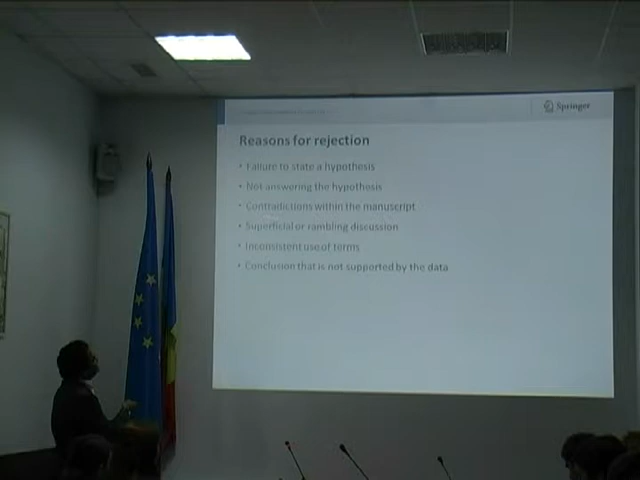 Springer
Reasons for rejection
• Failure to state a hypothesis
• Not answering the hypothesis
• Contradictions within the manuscript
• Superficial or rambling discussion
• Inconsistent use of terms
• Conclusion that is not supported by the data